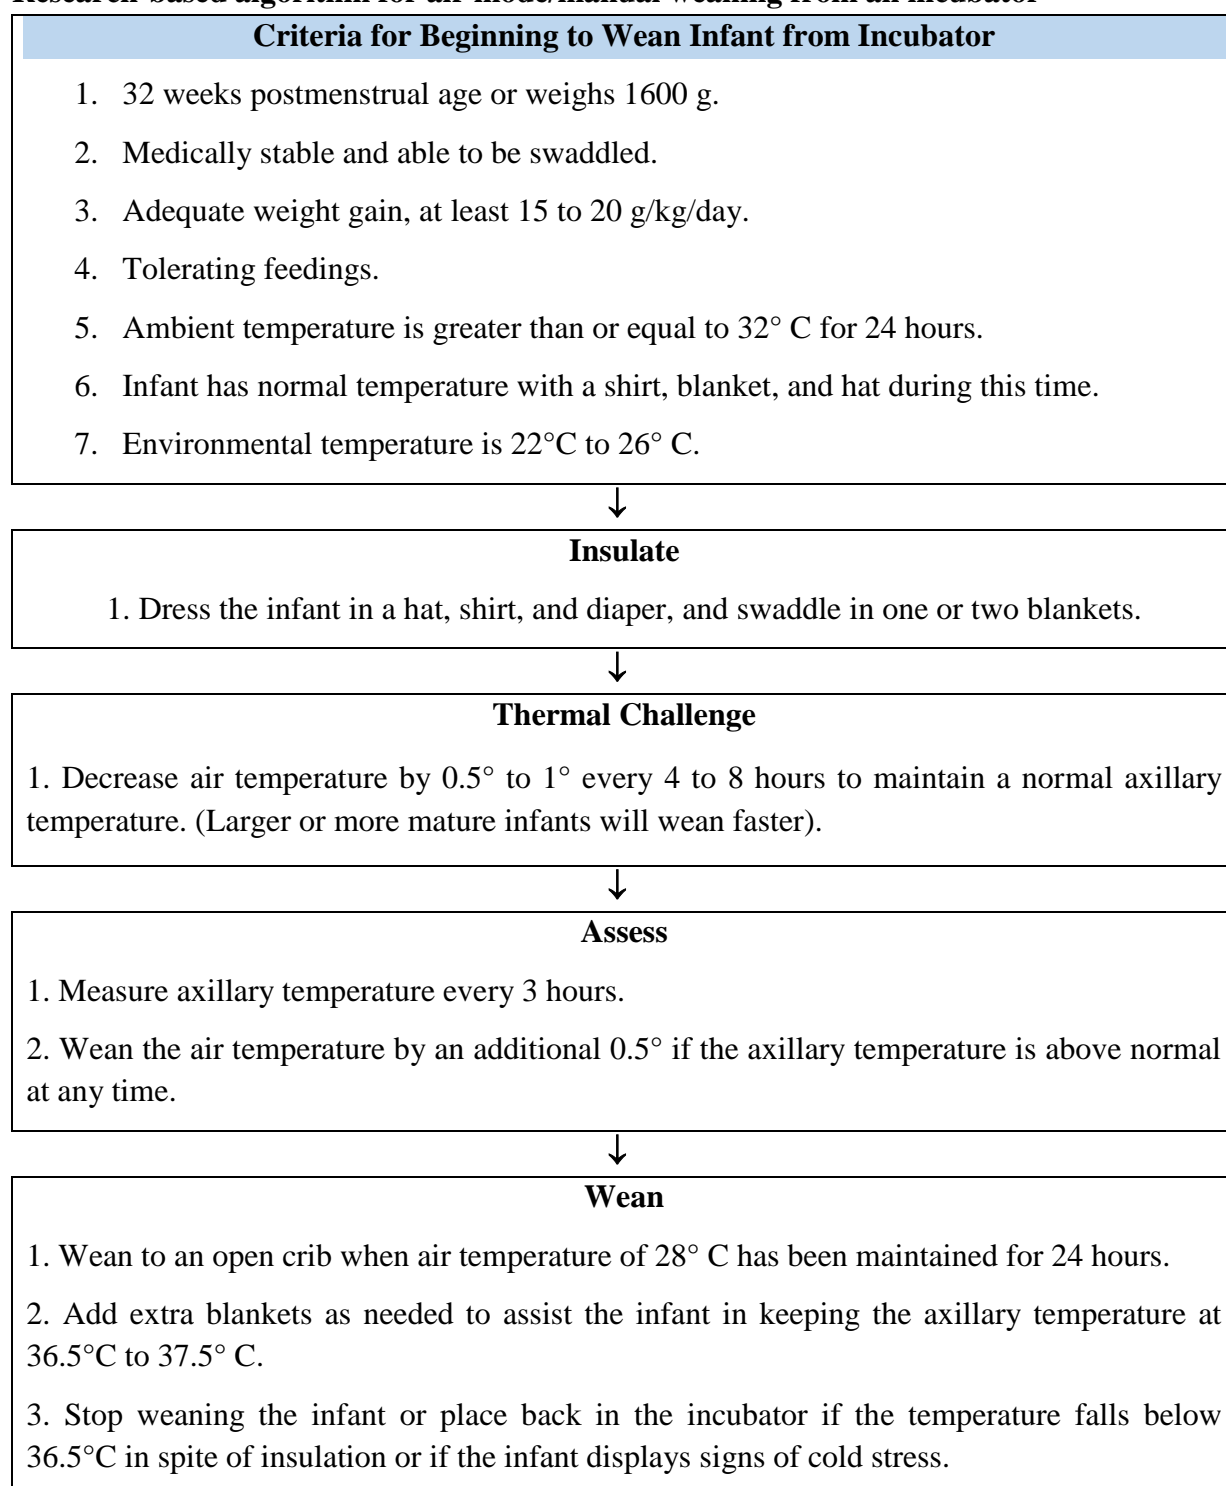 Research-based algorithm for air-mode/manual weaning from an incubator
Criteria for Beginning to Wean Infant from Incubator
1. 32 weeks postmenstrual age or weighs 1600 g.
2. Medically stable and able to be swaddled.
3. Adequate weight gain, at least 15 to 20 g/kg/day.
4. Tolerating feedings.
5. Ambient temperature is greater than or equal to 32° C for 24 hours.
6. Infant has normal temperature with a shirt, blanket, and hat during this time.
7. Environmental temperature is 22°C to 26° C.
↓
Insulate
1. Dress the infant in a hat, shirt, and diaper, and swaddle in one or two blankets.
↓
Thermal Challenge
1. Decrease air temperature by 0.5° to 1° every 4 to 8 hours to maintain a normal axillary
temperature. (Larger or more mature infants will wean faster).
↓
Assess
1. Measure axillary temperature every 3 hours.
2. Wean the air temperature by an additional 0.5° if the axillary temperature is above normal
at any time.
↓
Wean
1. Wean to an open crib when air temperature of 28° C has been maintained for 24 hours.
2. Add extra blankets as needed to assist the infant in keeping the axillary temperature at
36.5°C to 37.5° C.
3. Stop weaning the infant or place back in the incubator if the temperature falls below
36.5°C in spite of insulation or if the infant displays signs of cold stress.